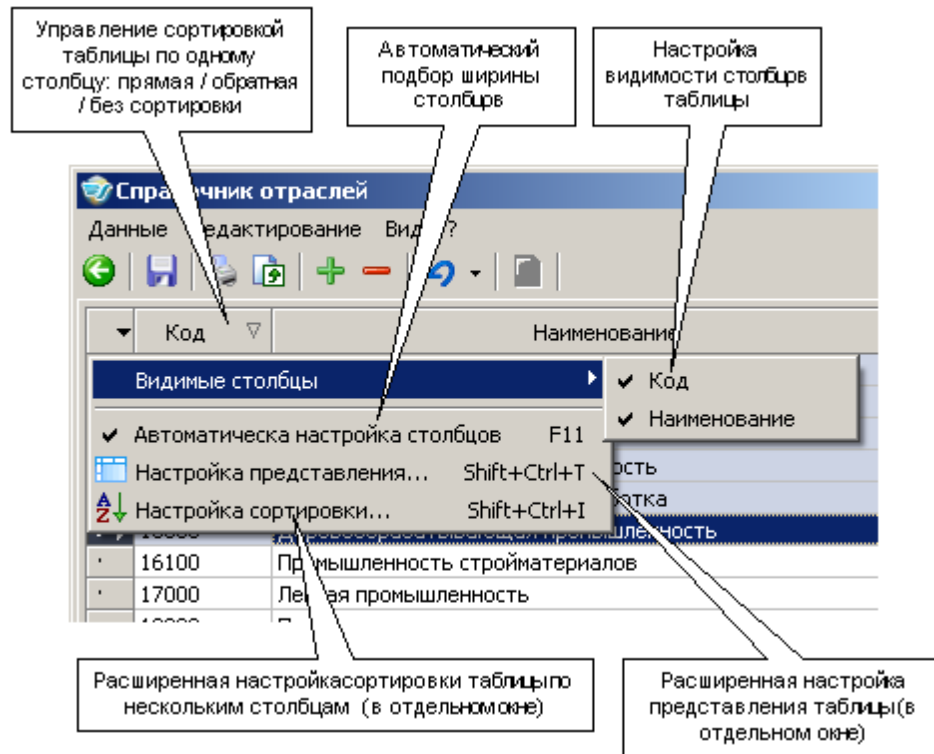 Управление сортировкой
таблицы по одному
столбцу: прямая / обратная
/ без сортировки
Автоматический
подбор ширины
столбцов
Настройка
видимости столбцов
таблицы
Справочник отраслей
Данные Редактирование Вид ?
Код Наименование
Видимые столбцы
Код
Наименование
Автоматическа настройка столбцов F11
Настройка представления... Shift+Ctrl+T
Настройка сортировки... Shift+Ctrl+I
Деревообрабатывающая промышленность
16100 Промышленность стройматериалов
17000 Легкая промышленность
Расширенная настройкасортировки таблицыпо
нескольким столбцам (в отдельномокне)
Расширенная настройка
представления таблицы(в
отдельном окне)